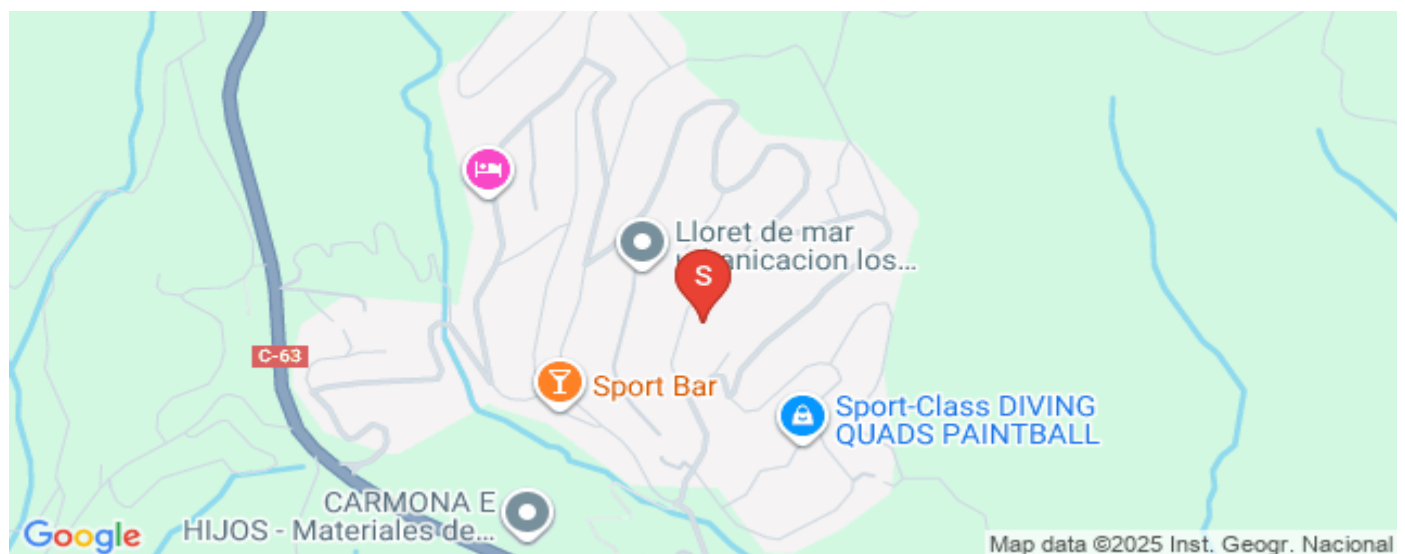 Lloret de mar
los...
S
C-63
Sport Bar
Sport-Class DIVING
QUADS PAINTBALL
CARMONA E
HIJOS - Materiales de...
Google
Map data ©2025 Inst. Geogr. Nacional